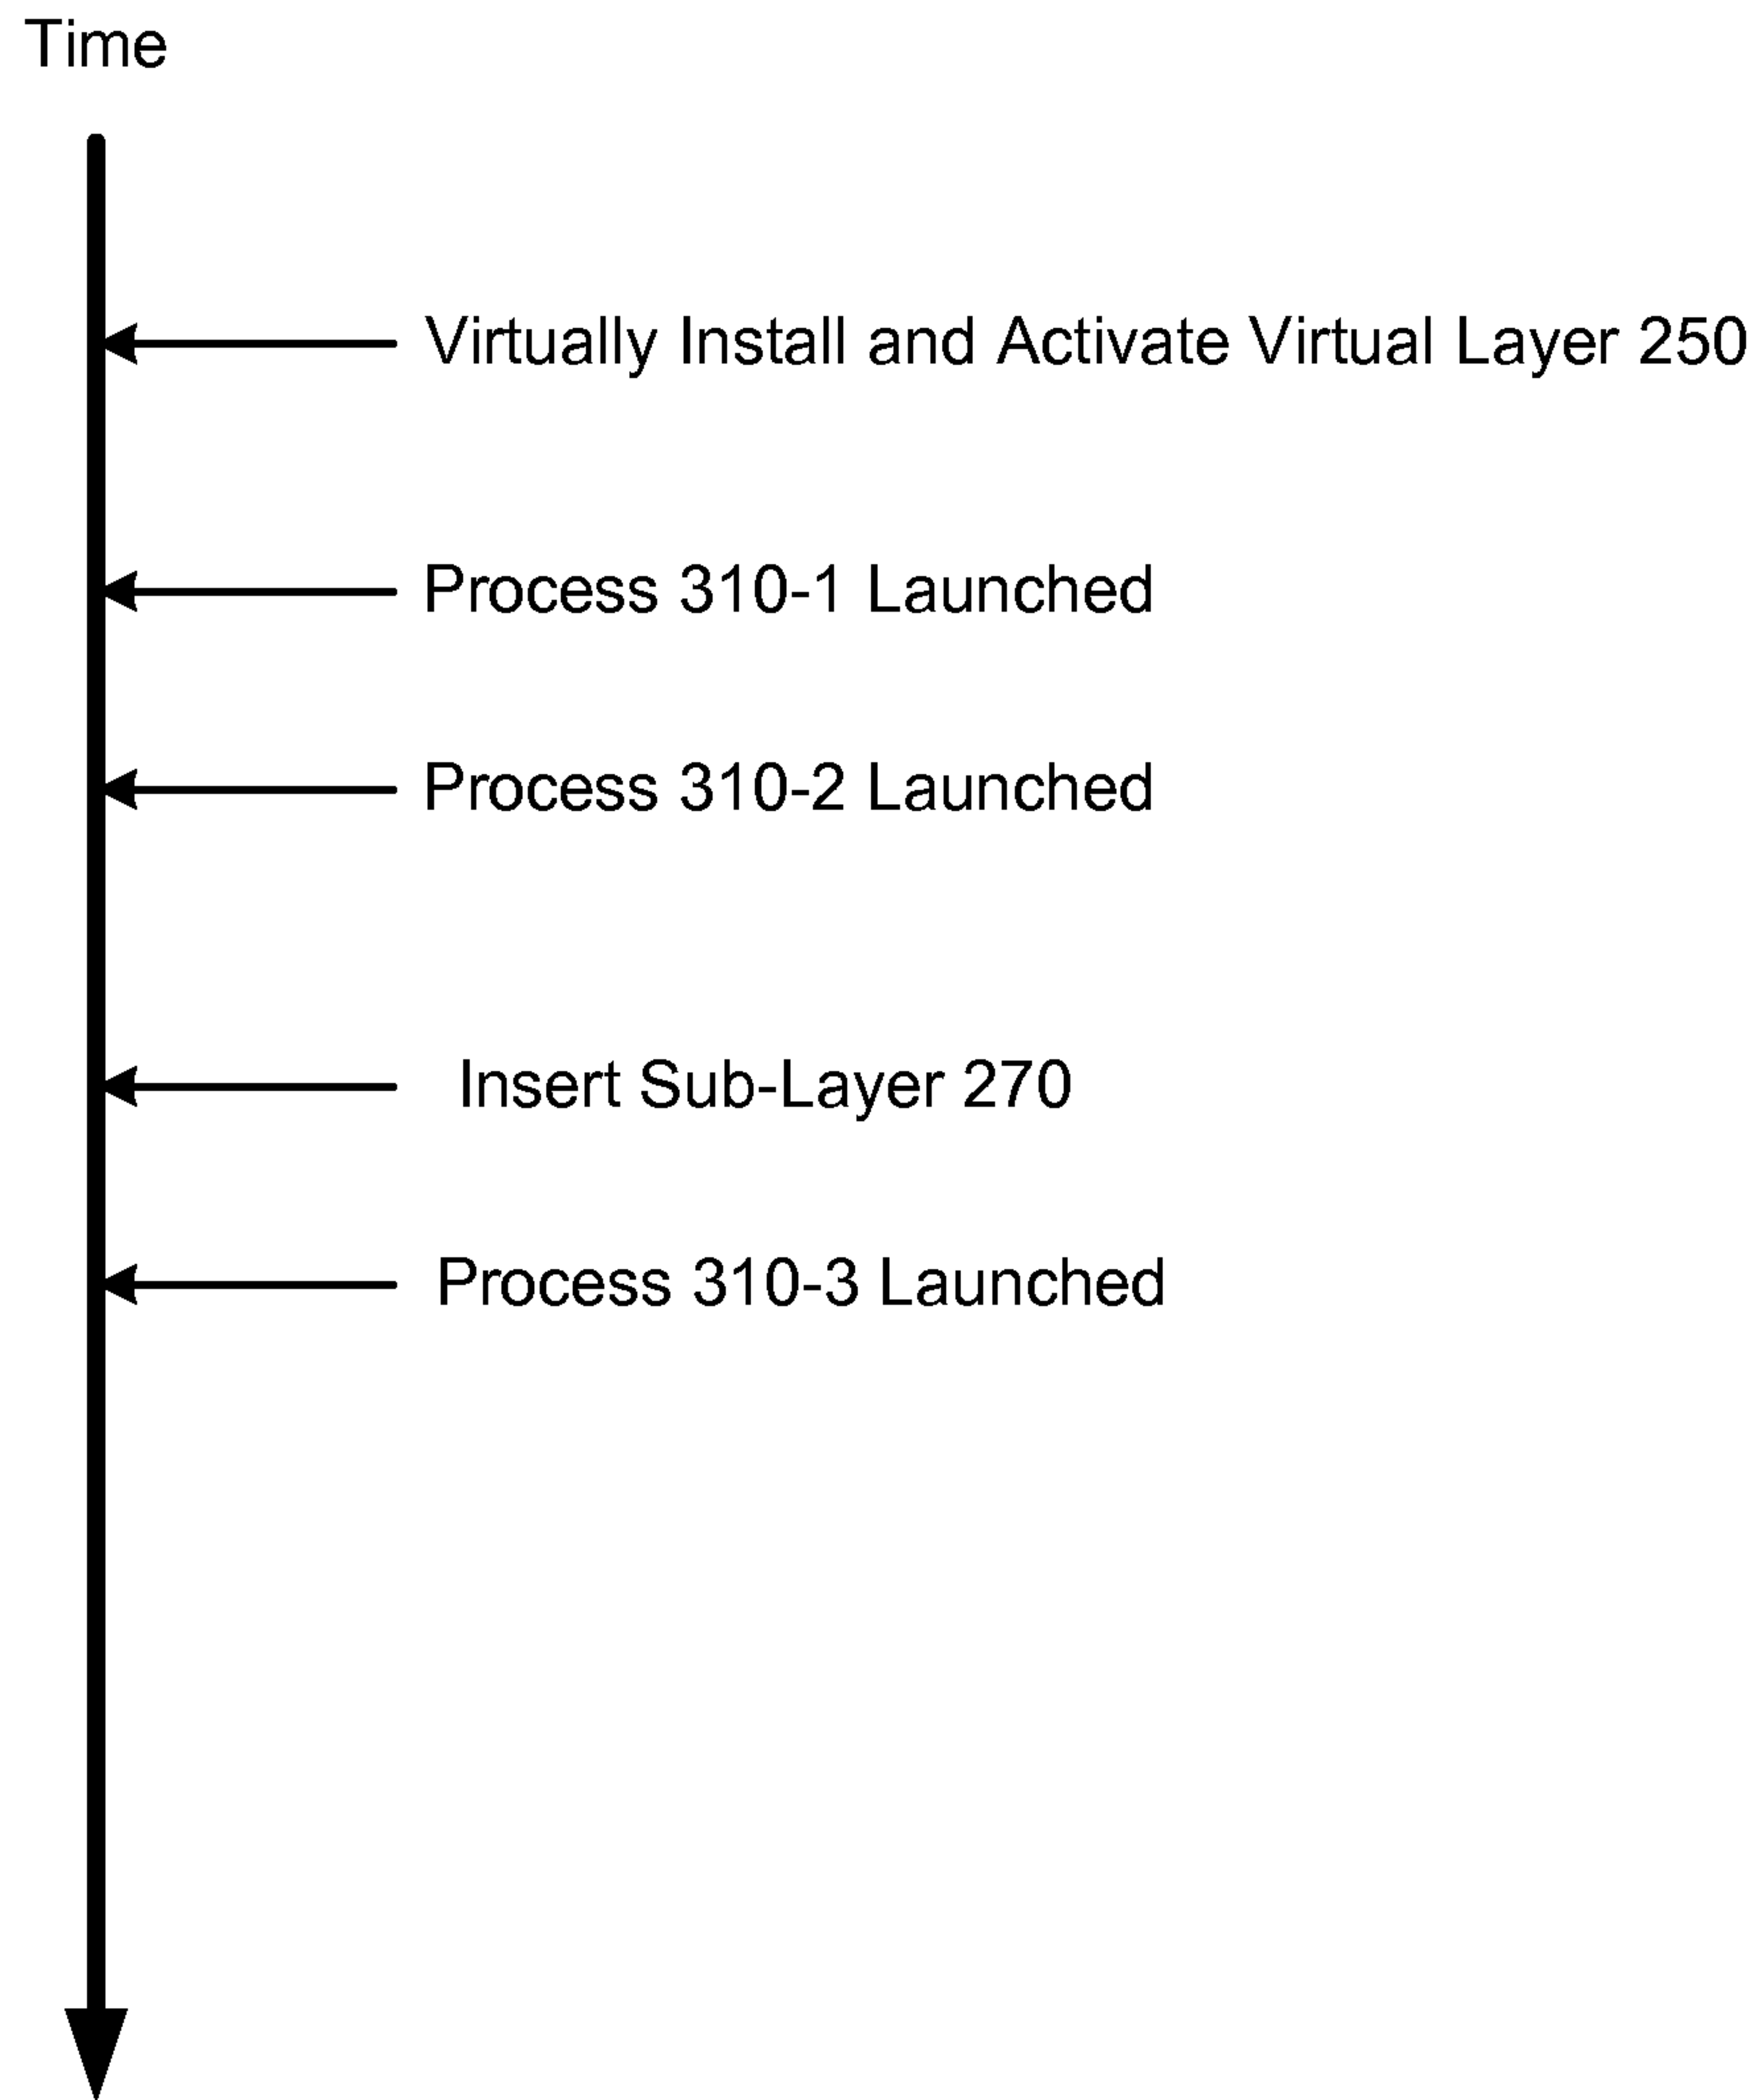 Time
Virtually Install and Activate Virtual Layer 250
Process 310-1 Launched
Process 310-2 Launched
Insert Sub-Layer 270
Process 310-3 Launched